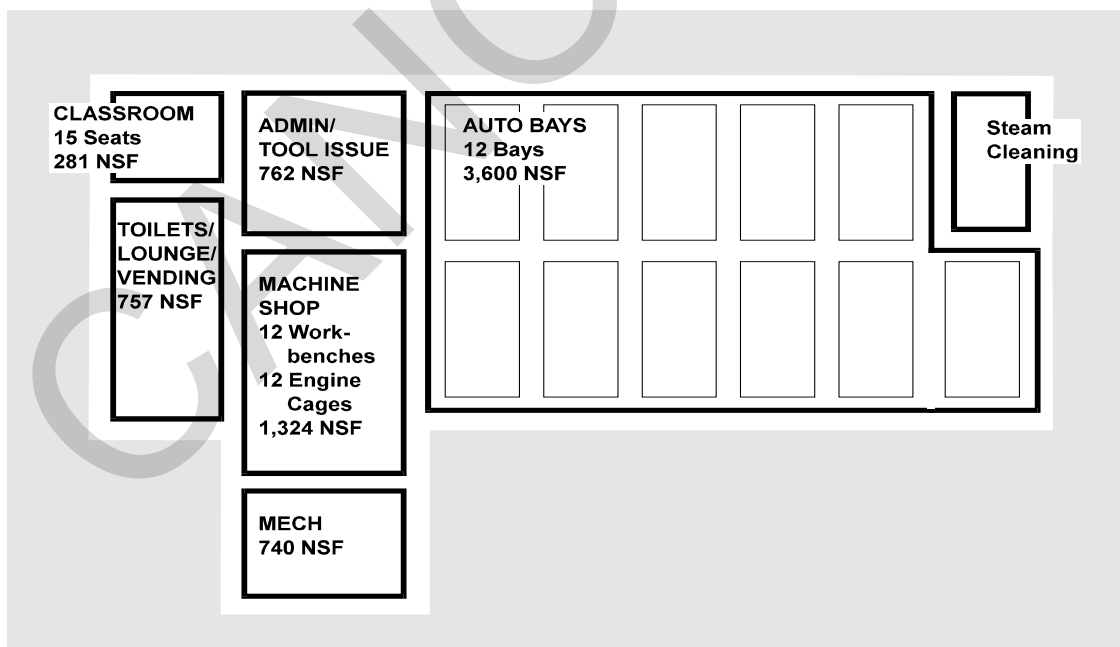 CLASSROOM
15 Seats
281 NSF
TOILETS/
LOUNGE/
VENDING
757 NSF
ADMIN/
TOOL ISSUE
762 NSF
MACHINE
SHOP
12 Work-
benches
12 Engine
Cages
1,324 NSF
MECH
740 NSF
AUTO BAYS
12 Bays
3,600 NSF
Steam
Cleaning